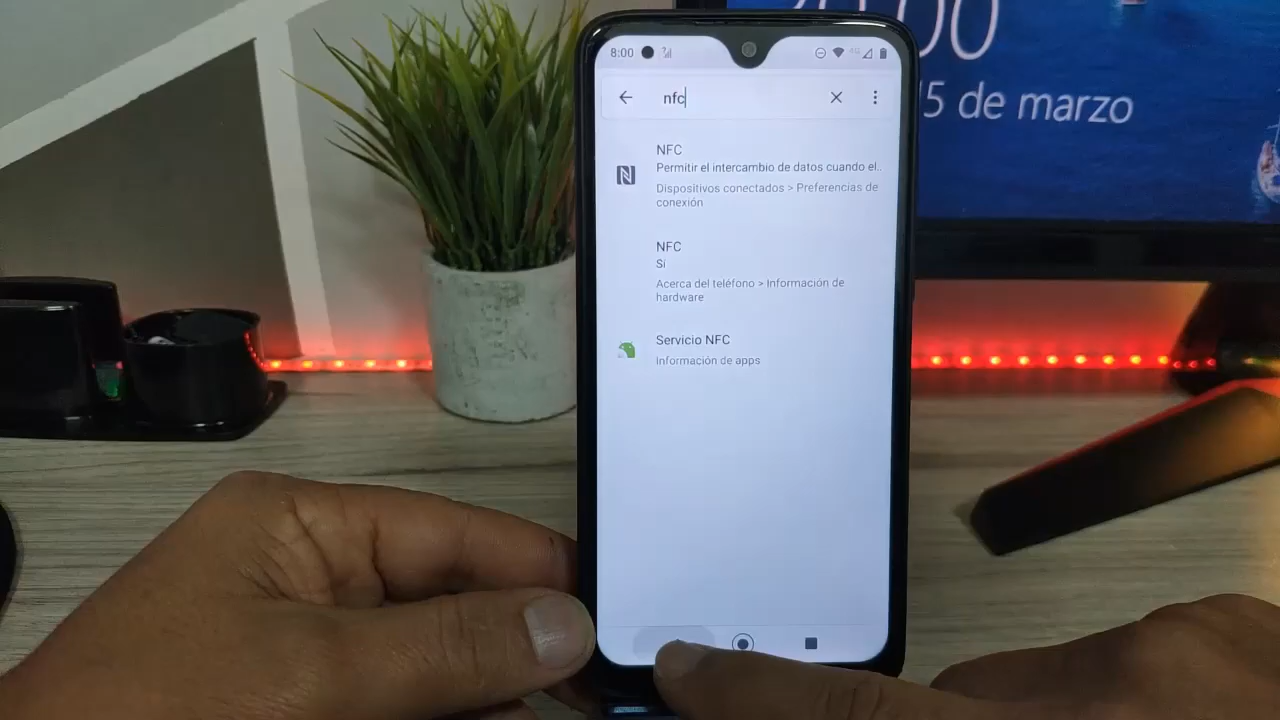 8:00
nfc
NFC
Permitir el intercambio de datos cuando el..
Dispositivos conectados > Preferencias de
conexión
NFC
Sí
Acerca del teléfono > Información de
hardware
Servicio NFC
Información de apps
5 de marzo